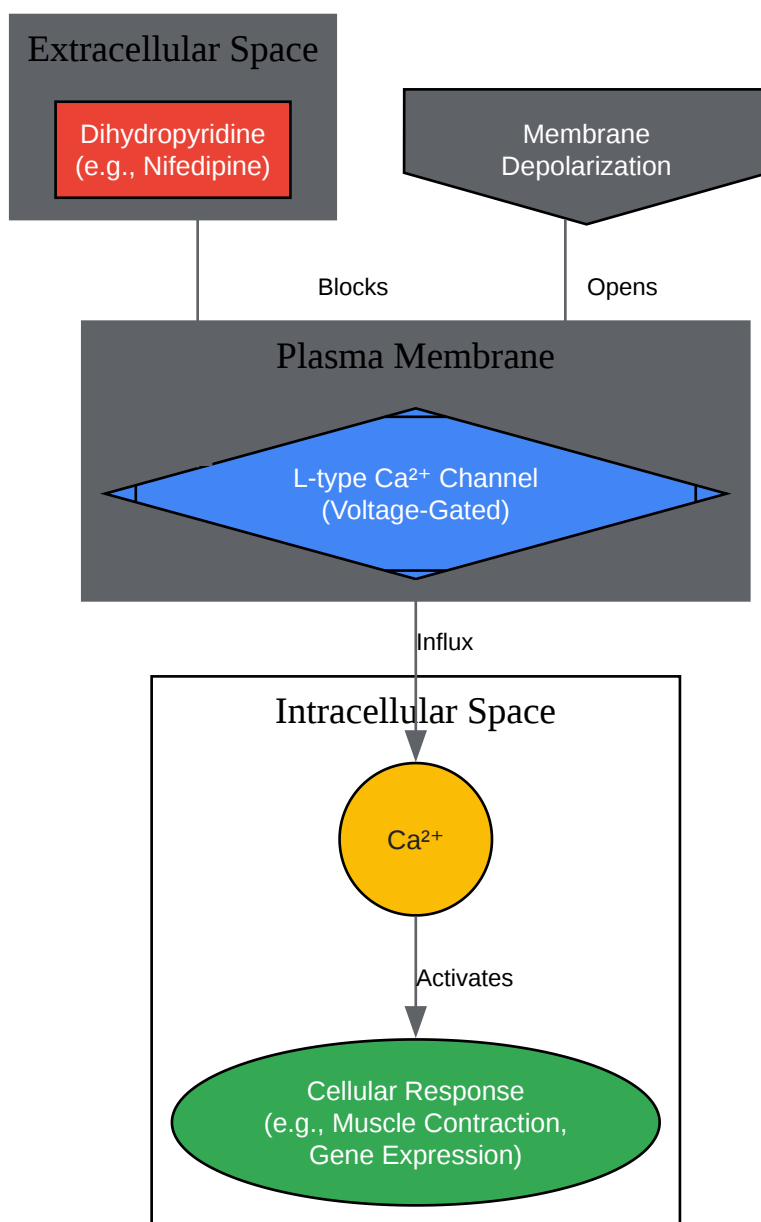 Extracellular Space
Dihydropyridine
(e.g., Nifedipine)
Membrane
Depolarization
Blocks
Opens
Plasma Membrane
L-type Ca²⁺ Channel
(Voltage-Gated)
Influx
Intracellular Space
Ca²⁺
Activates
Cellular Response
(e.g., Muscle Contraction,
Gene Expression)